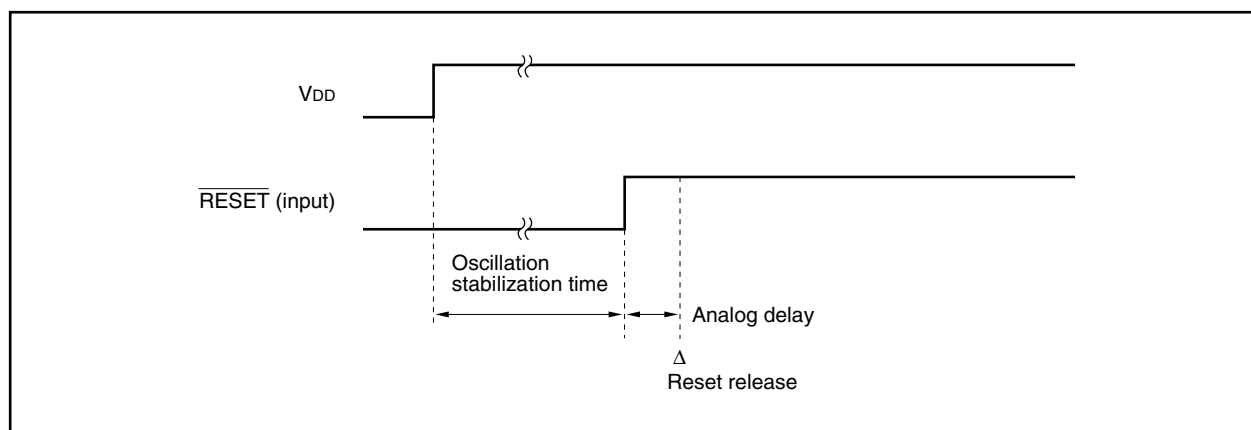 VDD
RESET (input)
Oscillation
stabilization time
Analog delay
Δ
Reset release